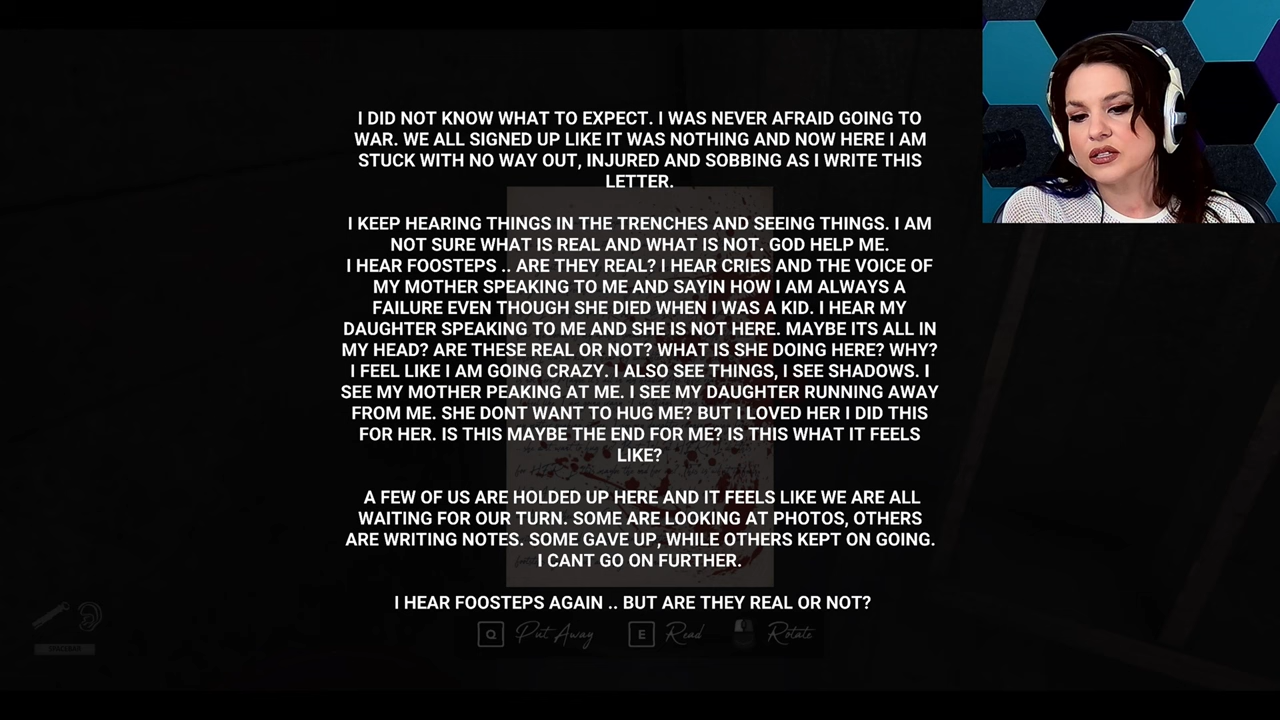 I DID NOT KNOW WHAT TO EXPECT. I WAS NEVER AFRAID GOING TO
WAR. WE ALL SIGNED UP LIKE IT WAS NOTHING AND NOW HERE I AM
STUCK WITH NO WAY OUT, INJURED AND SOBBING AS I WRITE THIS
LETTER.
I KEEP HEARING THINGS IN THE TRENCHES AND SEEING THINGS. I AM
NOT SURE WHAT IS REAL AND WHAT IS NOT. GOD HELP ME.
I HEAR FOOSTEPS .. ARE THEY REAL? I HEAR CRIES AND THE VOICE OF
MY MOTHER SPEAKING TO ME AND SAYIN HOW I AM ALWAYS A
FAILURE EVEN THOUGH SHE DIED WHEN I WAS A KID. I HEAR MY
DAUGHTER SPEAKING TO ME AND SHE IS NOT HERE. MAYBE ITS ALL IN
MY HEAD? ARE THESE REAL OR NOT? WHAT IS SHE DOING HERE? WHY?
I FEEL LIKE I AM GOING CRAZY. I ALSO SEE THINGS, I SEE SHADOWS. I
SEE MY MOTHER PEAKING AT ME. I SEE MY DAUGHTER RUNNING AWAY
FROM ME. SHE DONT WANT TO HUG ME? BUT I LOVED HER I DID THIS
FOR HER. IS THIS MAYBE THE END FOR ME? IS THIS WHAT IT FEELS
LIKE?
A FEW OF US ARE HOLDED UP HERE AND IT FEELS LIKE WE ARE ALL
WAITING FOR OUR TURN. SOME ARE LOOKING AT PHOTOS, OTHERS
ARE WRITING NOTES. SOME GAVE UP, WHILE OTHERS KEPT ON GOING.
I CANT GO ON FURTHER.
I HEAR FOOSTEPS AGAIN .. BUT ARE THEY REAL OR NOT?
Q Put Away E Read Rotate
SPACEBAR